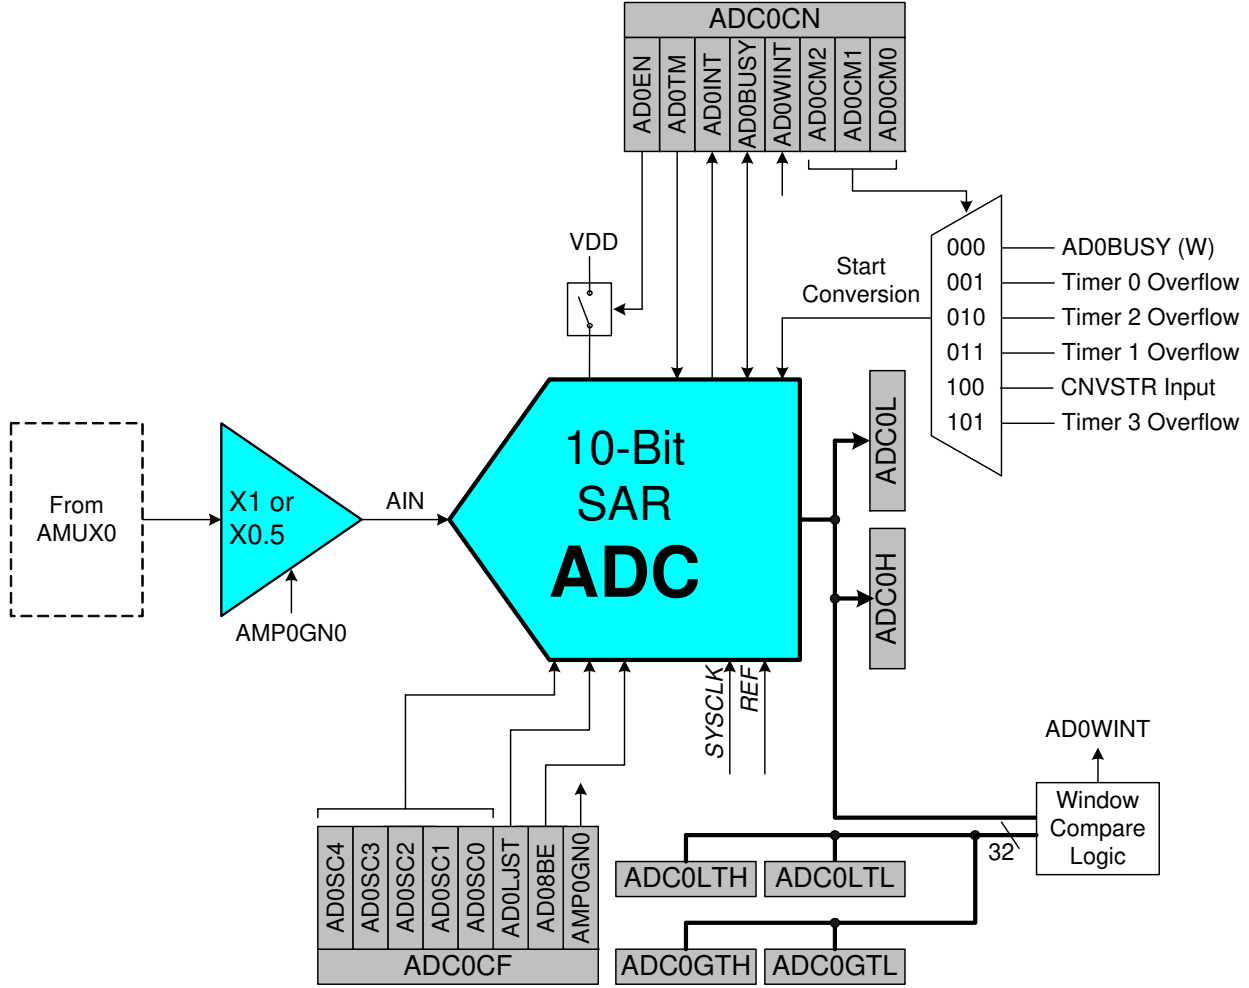 ADC0CN
AD0EN
AD0TM
AD0INT
AD0BUSY
AD0WINT
AD0CM2
AD0CM1
AD0CM0
VDD
Start
Conversion
000
AD0BUSY (W)
001
Timer 0 Overflow
010
Timer 2 Overflow
011
Timer 1 Overflow
100
CNVSTR Input
101
Timer 3 Overflow
From
AMUX0
X1 or
X0.5
AMP0GN0
AIN
10-Bit
SAR
ADC
ADC0L
ADC0H
SYSCLK
REF
AD0WINT
Window
Compare
Logic
32
ADC0LTH
ADC0LTL
ADC0GTH
ADC0GTL
AD0SC4
AD0SC3
AD0SC2
AD0SC1
AD0SC0
AD0LJST
AD08BE
AMP0GN0
ADC0CF